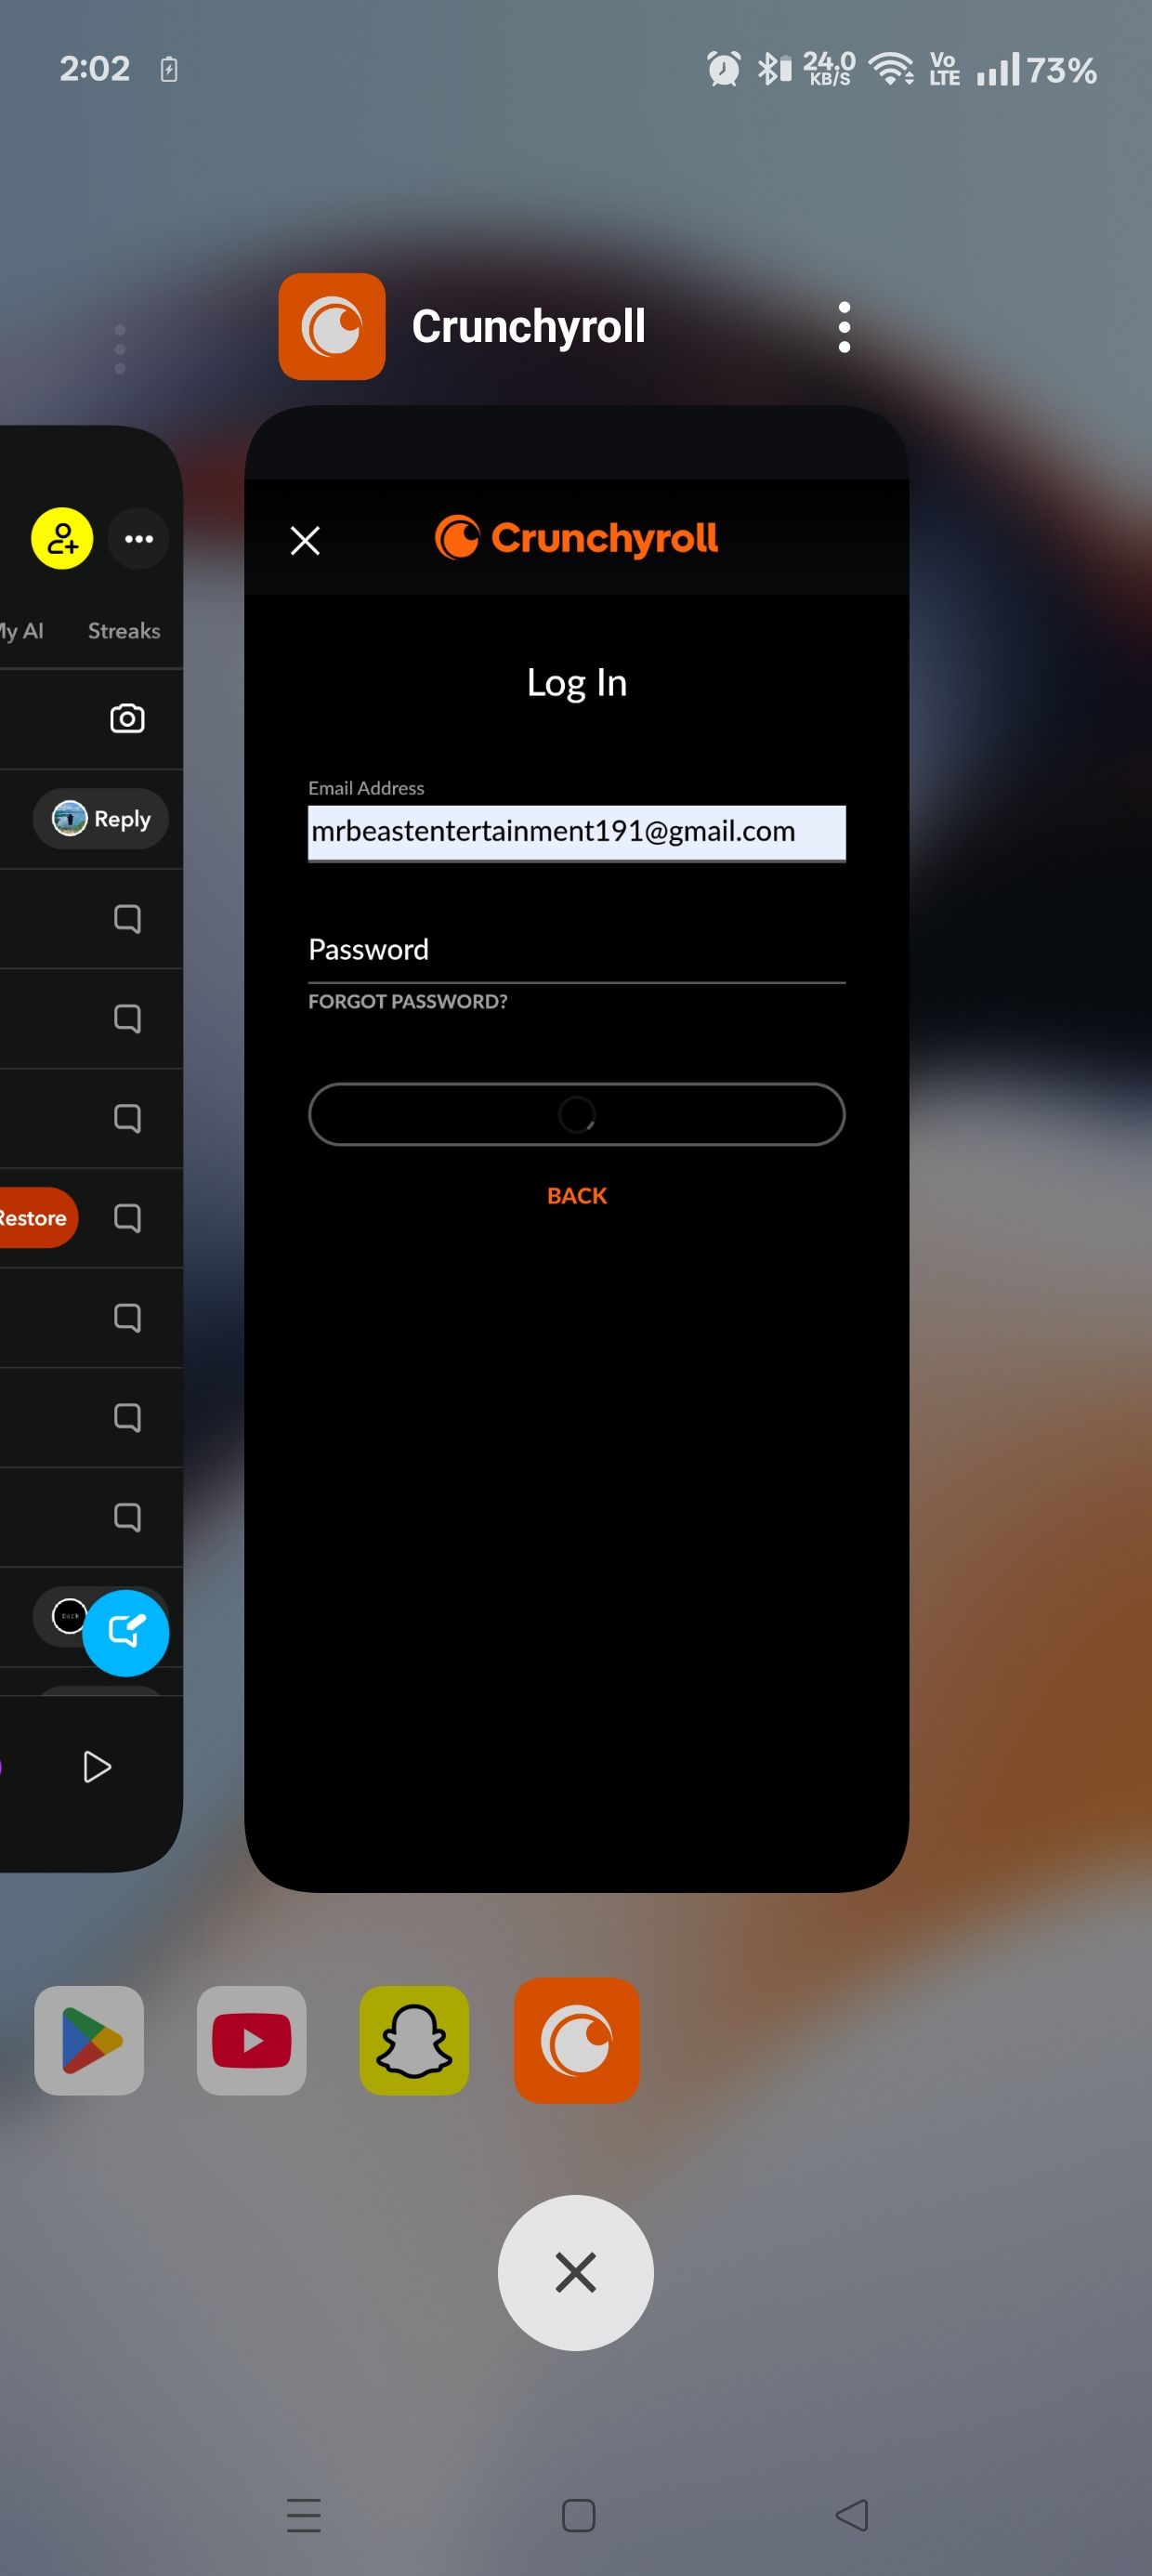 2:02
24.0
KB/S
Vo
LTE
73%
Crunchyroll
Crunchyroll
My AI
Streaks
Log In
Email Address
mrbeastentertainment191@gmail.com
Reply
Password
FORGOT PASSWORD?
BACK
Restore